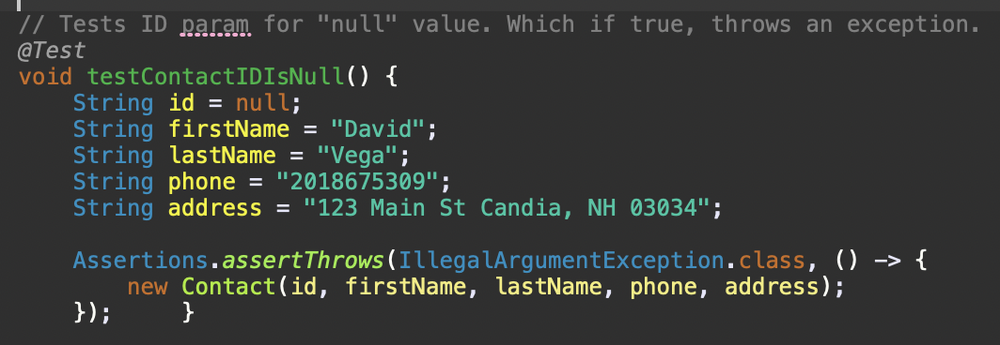 // Tests ID param for "null" value. Which if true, throws an exception.
@Test
void testContactIDIsNull() {
    String id = null;
    String firstName = "David";
    String lastName = "Vega";
    String phone = "2018675309";
    String address = "123 Main St Candia, NH 03034";

    Assertions.assertThrows(IllegalArgumentException.class, () -> {
        new Contact(id, firstName, lastName, phone, address);
    });     }